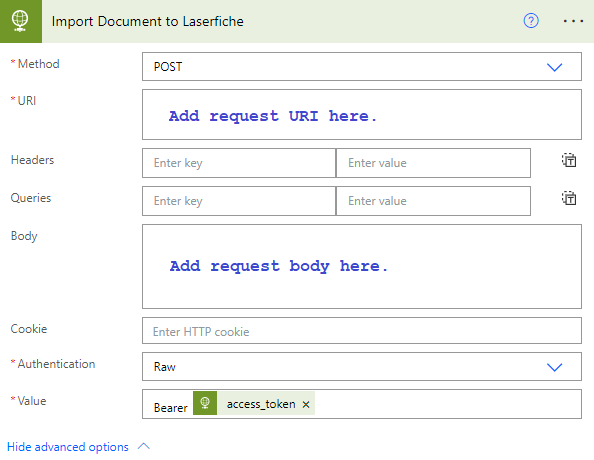 Import Document to Laserfiche
* Method POST
* URI Add request URI here.
Headers Enter key Enter value
Queries Enter key Enter value
Body Add request body here.
Cookie Enter HTTP cookie
* Authentication Raw
* Value Bearer access_token ×
Hide advanced options